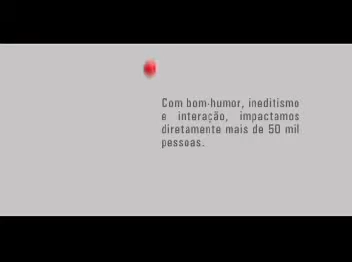 Com bom-humor, ineditismo
e interação, impactamos
diretamente mais de 50 mil
pessoas.